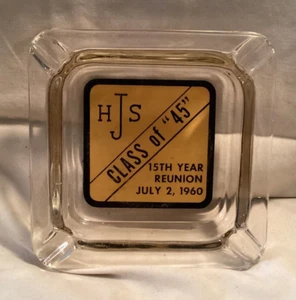 HJS
CLASS of "45"
15TH YEAR
REUNION
JULY 2, 1960